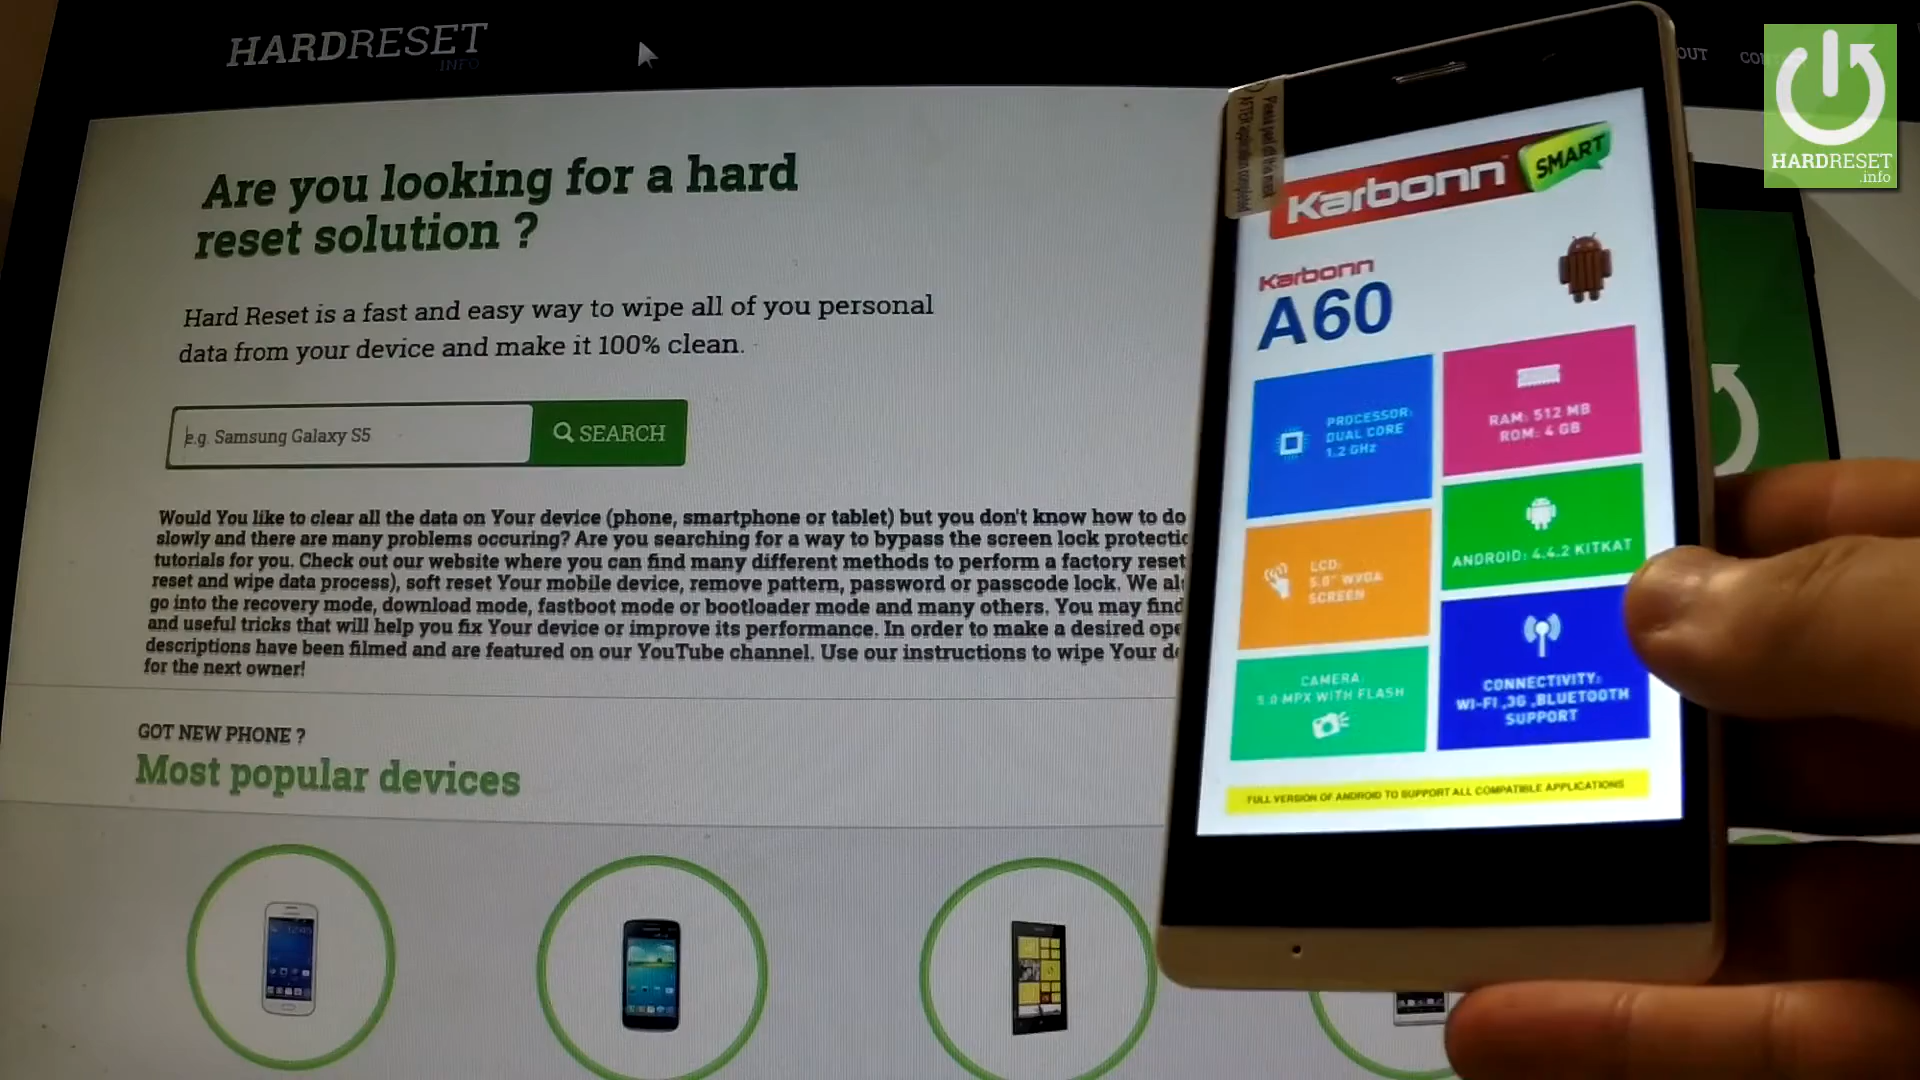 HARDRESET
INFO
Are you looking for a hard
reset solution ?
Hard Reset is a fast and easy way to wipe all of you personal
data from your device and make it 100% clean.
e.g. Samsung Galaxy S5
SEARCH
Would You like to clear all the data on Your device (phone, smartphone or tablet) but you don't know how to do
slowly and there are many problems occuring? Are you searching for a way to bypass the screen lock
tutorials for you. Check out our website where you can find many different methods to perform a factory reset
reset and wipe data process), soft reset Your mobile device, remove pattern, password or passcode lock. We
go into the recovery mode, download mode, fastboot mode or bootloader mode and many others. You may find
and useful tricks that will help you fix Your device or improve its performance. In order to make a desired
descriptions have been filmed and are featured on our YouTube channel. Use our instructions to wipe Your
for the next owner!
GOT NEW PHONE ?
Most popular devices
Karbonn SMART
Karbonn
A60
PROCESSOR:
DUAL CORE
1.2 GHz
RAM: 512 MB
ROM: 4 GB
LCD:
5.0" WVGA
SCREEN
ANDROID: 4.4.2 KITKAT
CAMERA:
5.0 MPX WITH FLASH
CONNECTIVITY:
WI-FI ,3G ,BLUETOOTH
SUPPORT
FULL VERSION OF ANDROID TO SUPPORT ALL COMPATIBLE APPLICATIONS
HARDRESET
.info